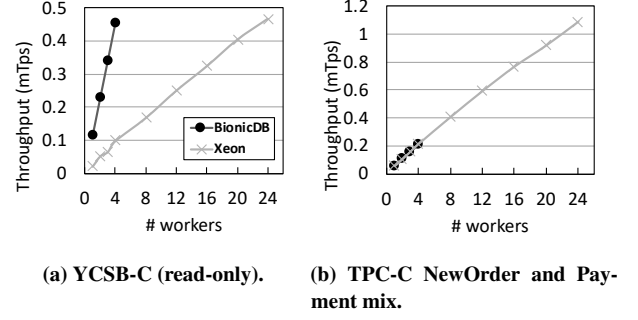 0.5
0.4
0.3
0.2
0.1
0
Throughput (mTps)
0 4 8 12 16 20 24
# workers
BionicDB
Xeon
(a) YCSB-C (read-only).
1.2
1
0.8
0.6
0.4
0.2
0
Throughput (mTps)
0 4 8 12 16 20 24
# workers
(b) TPC-C NewOrder and Pay-
ment mix.